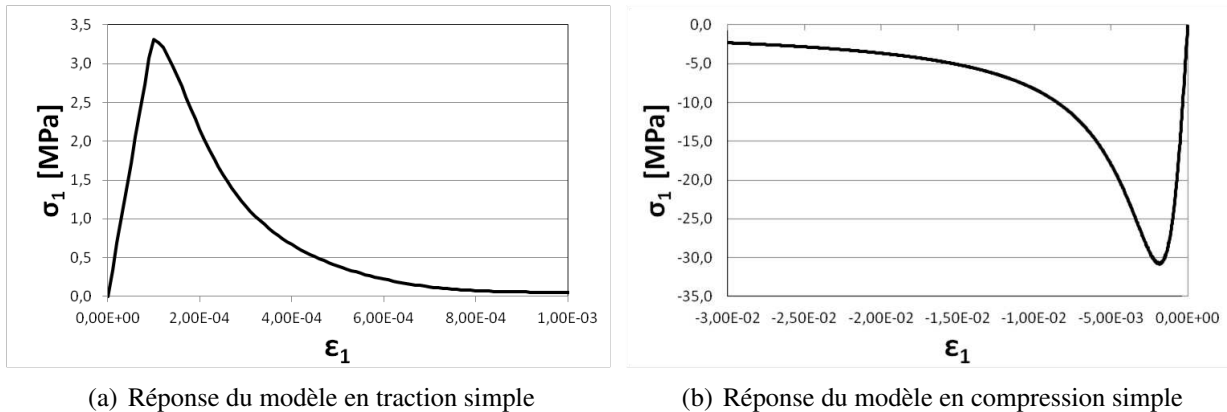 3,5
3,0
2,5
2,0
1,5
1,0
0,5
0,0
σ₁ [MPa]
0,00E+00 2,00E-04 4,00E-04 6,00E-04 8,00E-04 1,00E-03
ε₁
(a) Réponse du modèle en traction simple
0,0
-5,0
-10,0
-15,0
-20,0
-25,0
-30,0
-35,0
σ₁ [MPa]
-3,00E-02 -2,50E-02 -2,00E-02 -1,50E-02 -1,00E-02 -5,00E-03 0,00E+00
ε₁
(b) Réponse du modèle en compression simple